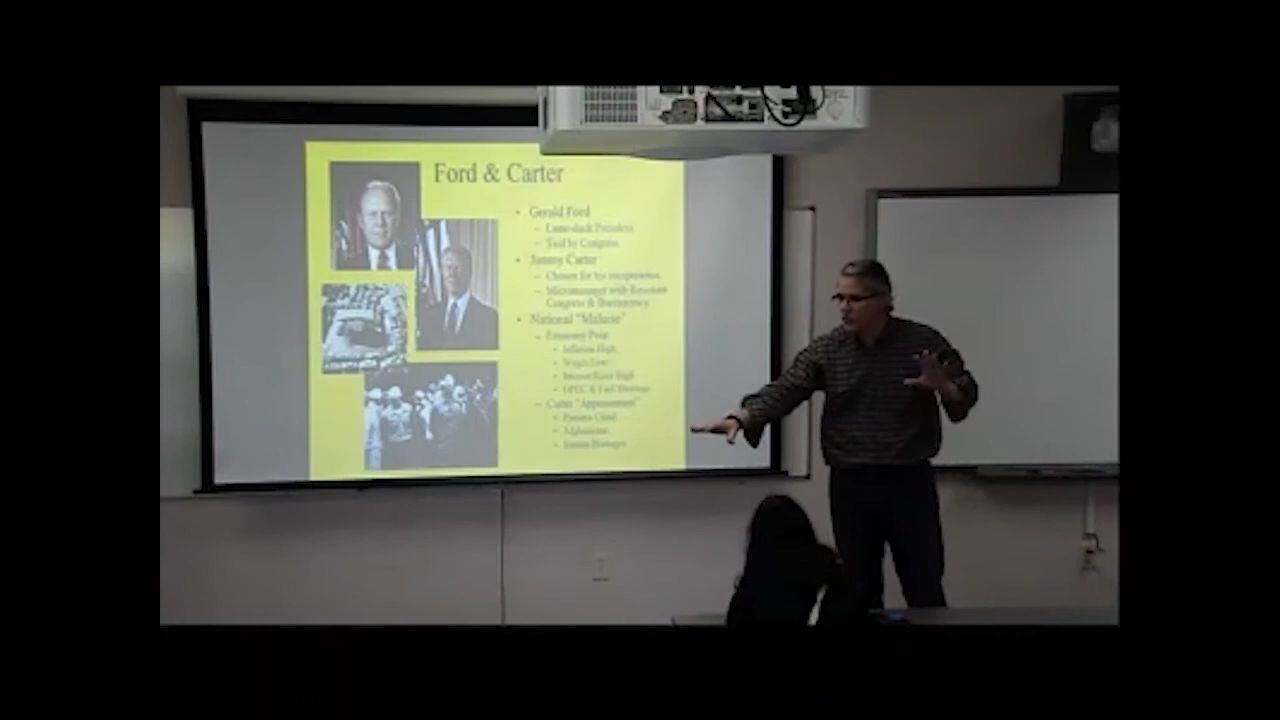 Ford & Carter
• Gerald Ford
– Lame-duck President
– Tied by Congress
• Jimmy Carter
– Chosen for his inexperience
– Micromanager with Resistant
Congress & Bureaucracy
• National "Malaise"
– Economy Poor
• Inflation High
• Wages Low
• Interest Rates High
• OPEC & Fuel Shortage
– Carter "Appeasement"
• Panama Canal
• Afghanistan
• Iranian Hostages